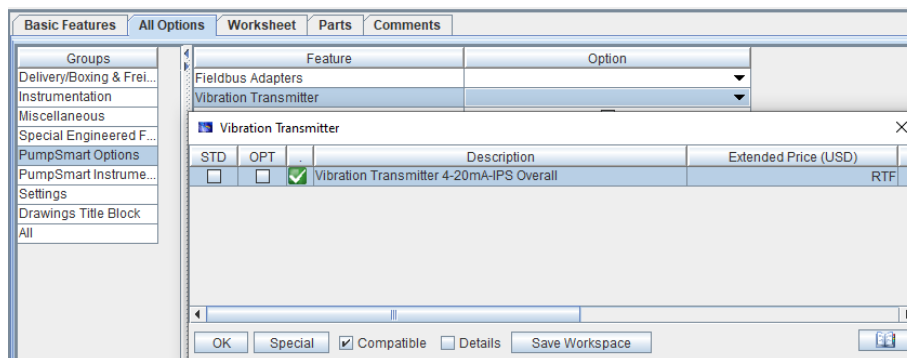 Basic Features All Options Worksheet Parts Comments
Groups Feature Option
Delivery/Boxing & Frei... Fieldbus Adapters
Instrumentation Vibration Transmitter
Miscellaneous
Special Engineered F... Vibration Transmitter
PumpSmart Options STD OPT . Description Extended Price (USD)
PumpSmart Instrume... Vibration Transmitter 4-20mA-IPS Overall RTF
Settings
Drawings Title Block
All
OK Special Compatible Details Save Workspace